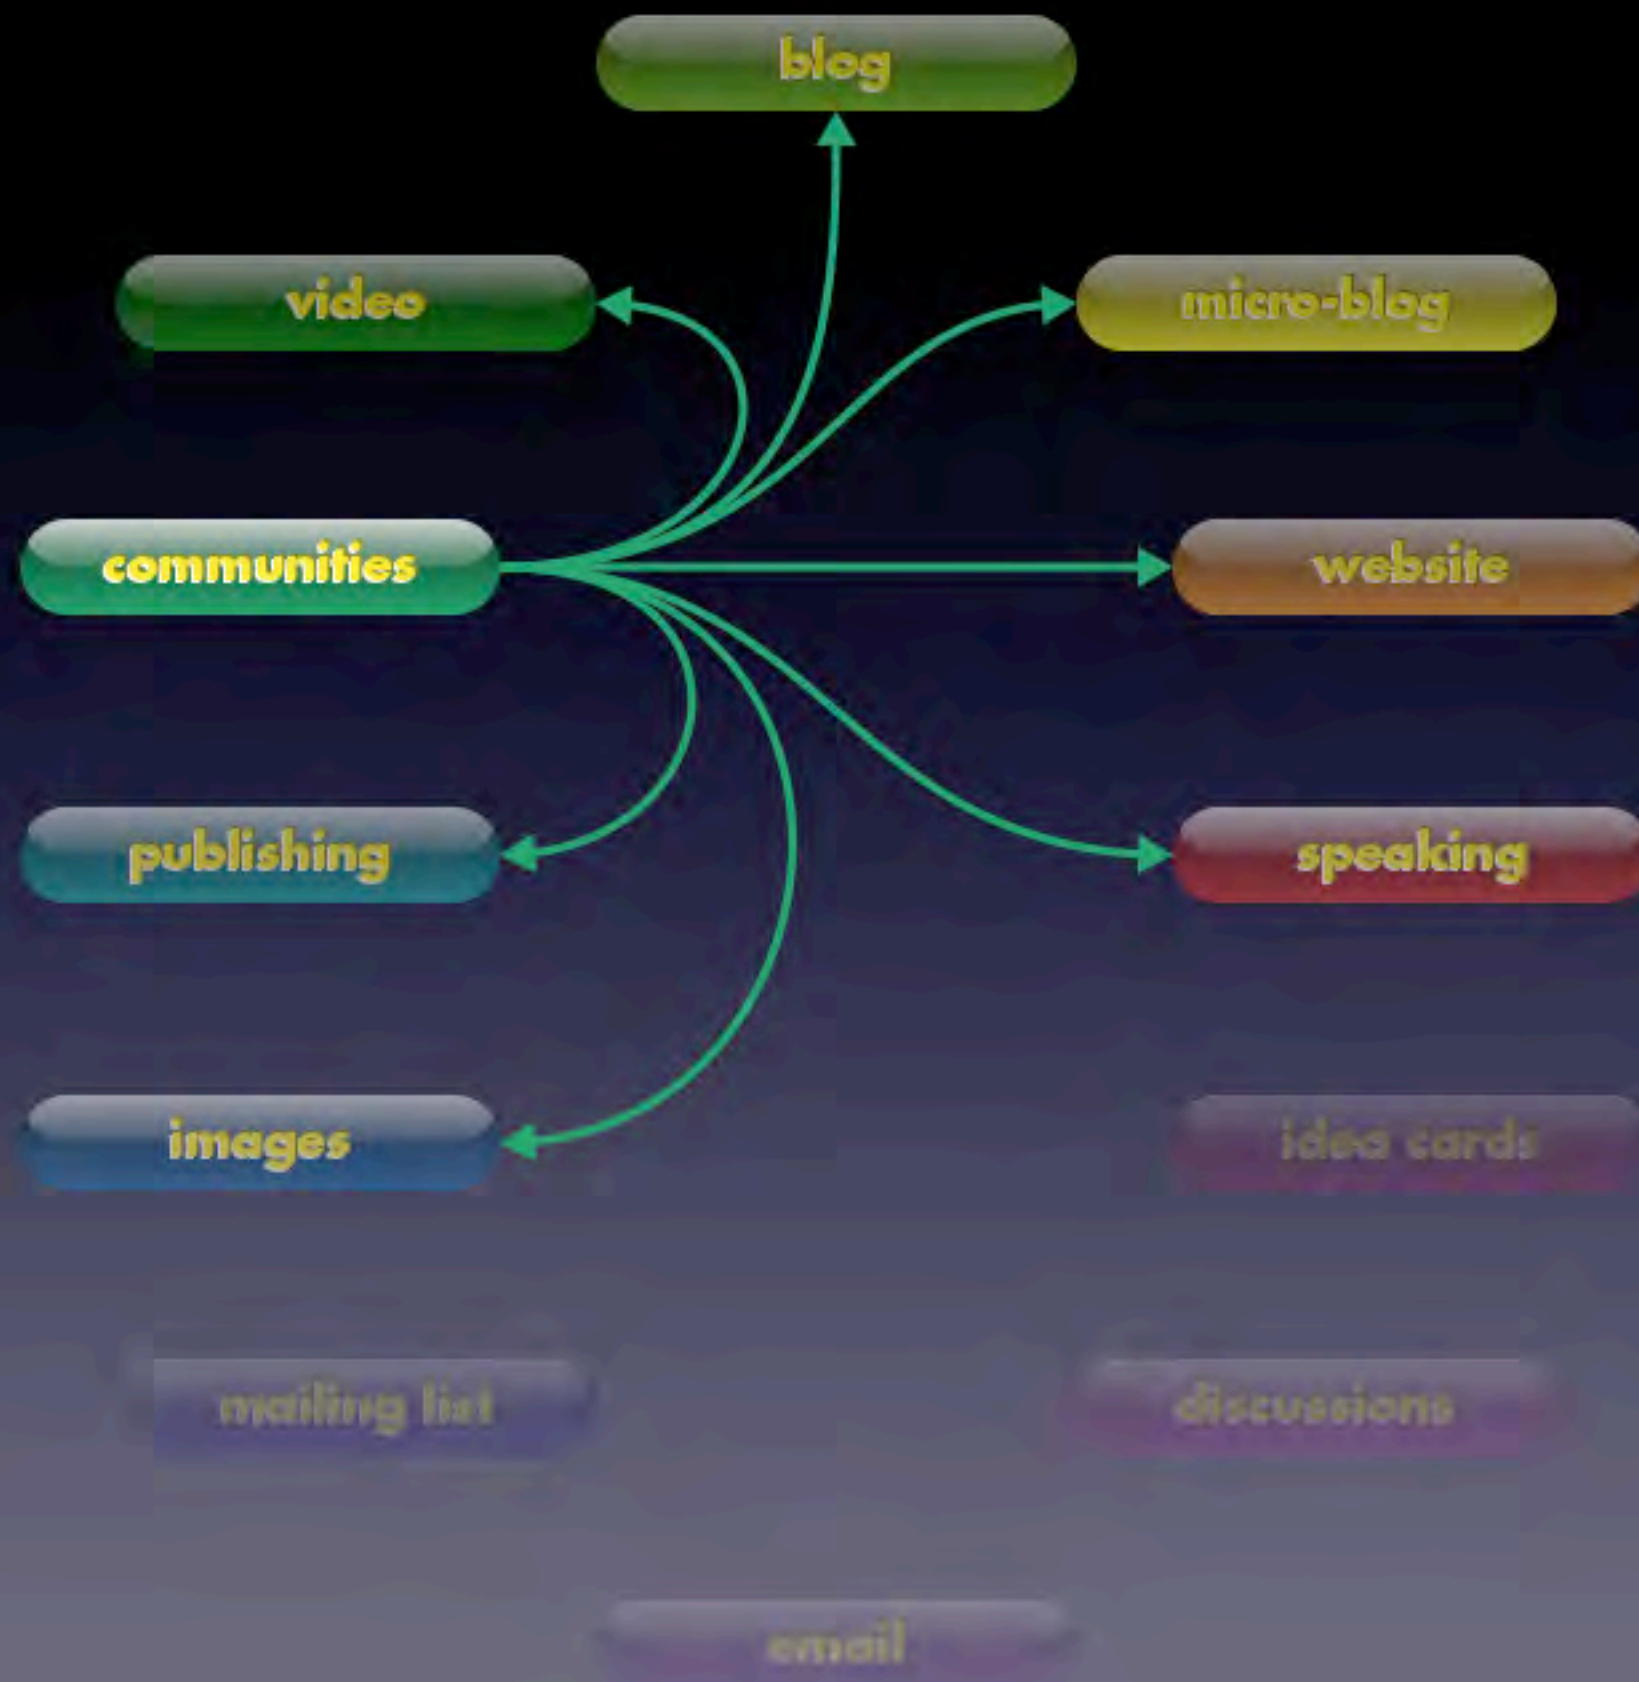 blog
video
micro-blog
communities
website
publishing
speaking
images
idea cards
mailing list
discussions
email